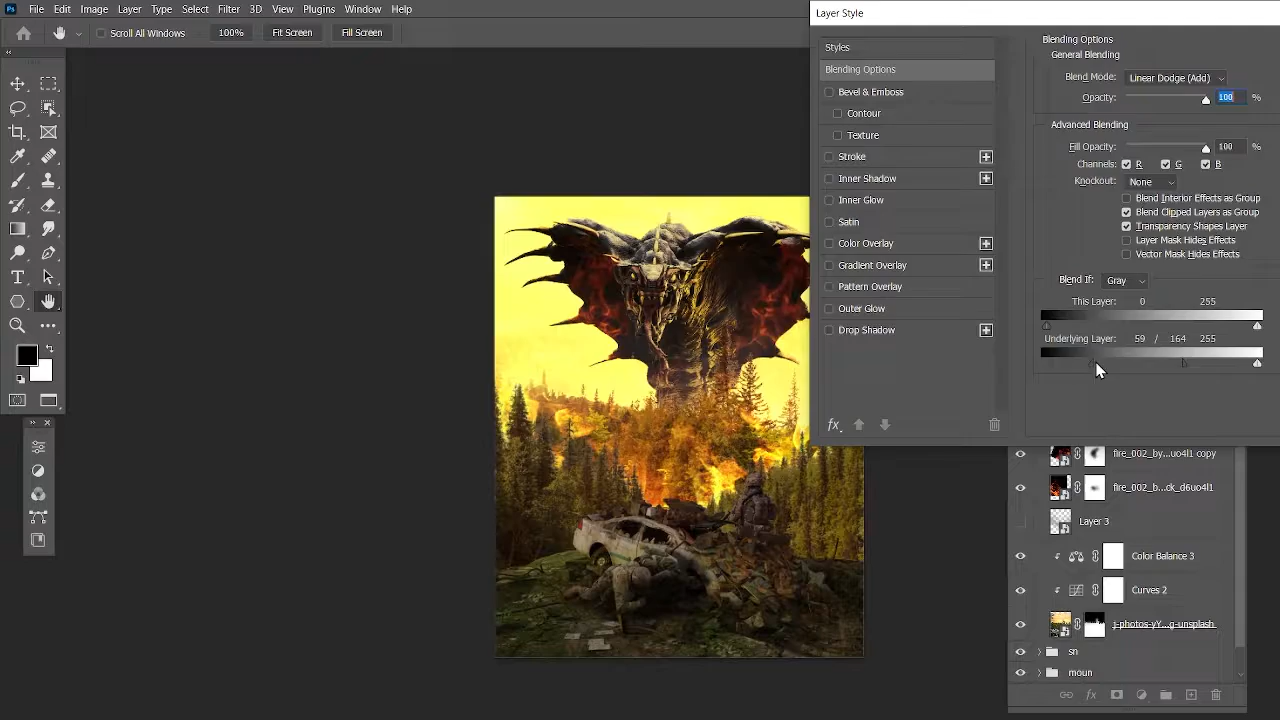 Ps File Edit Image Layer Type Select Filter 3D View Plugins Window Help
Scroll All Windows 100% Fit Screen Fill Screen
Layer Style
Styles
Blending Options
Bevel & Emboss
Contour
Texture
Stroke
Inner Shadow
Inner Glow
Satin
Color Overlay
Gradient Overlay
Pattern Overlay
Outer Glow
Drop Shadow
fx
Blending Options
General Blending
Blend Mode: Linear Dodge (Add)
Opacity: 100 %
Advanced Blending
Fill Opacity: 100 %
Channels: R G B
Knockout: None
Blend Interior Effects as Group
Blend Clipped Layers as Group
Transparency Shapes Layer
Layer Mask Hides Effects
Vector Mask Hides Effects
Blend If: Gray
This Layer: 0 255
Underlying Layer: 59 / 164 255
fire_002_by...uo4l1 copy
fire_002_b...ck_d6uo4l1
Layer 3
Color Balance 3
Curves 2
j-photos-yY...g-unsplash
sn
moun
fx